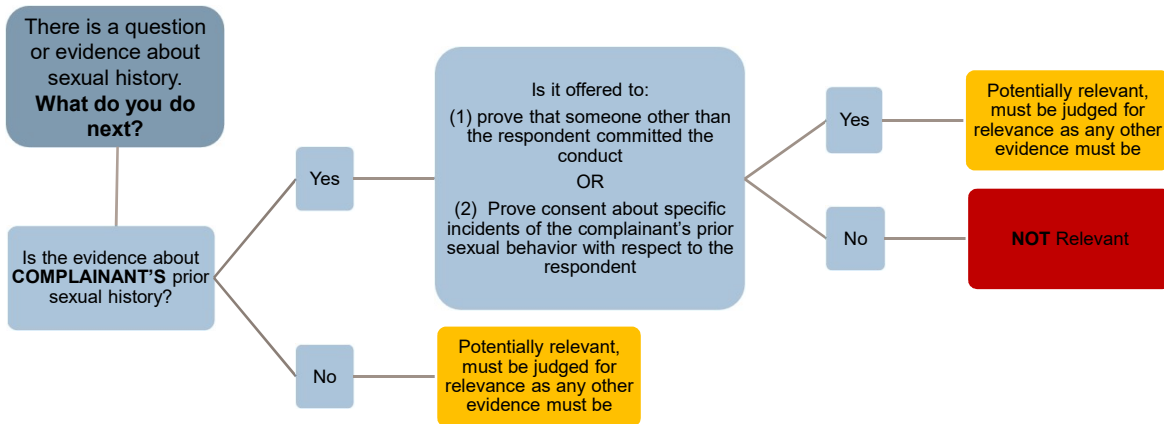 There is a question
or evidence about
sexual history.
What do you do
next?
Is the evidence about
COMPLAINANT'S prior
sexual history?
Yes
No
Is it offered to:
(1) prove that someone other than
the respondent committed the
conduct
OR
(2) Prove consent about specific
incidents of the complainant's prior
sexual behavior with respect to the
respondent
Potentially relevant,
must be judged for
relevance as any other
evidence must be
Yes
No
Potentially relevant,
must be judged for
relevance as any other
evidence must be
NOT Relevant